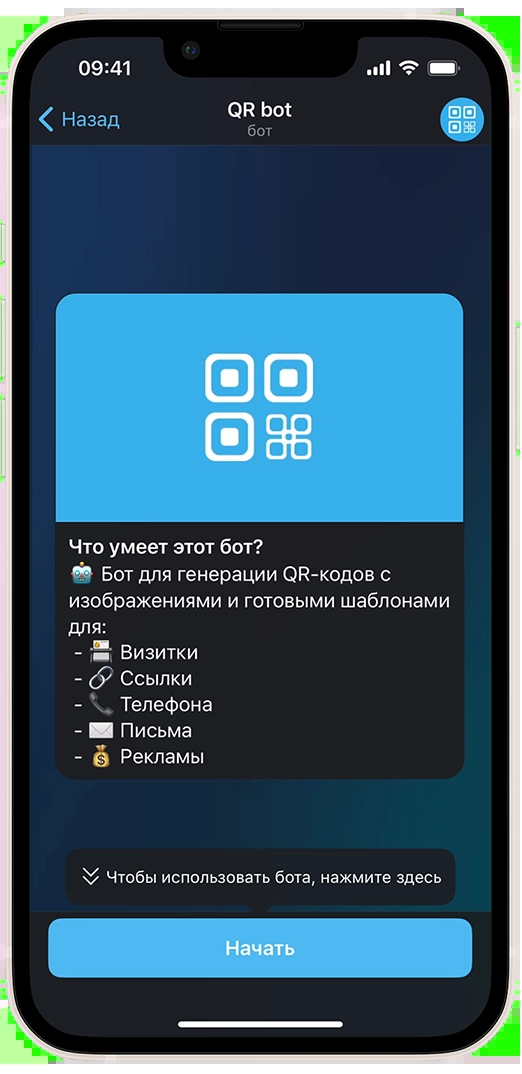 09:41
Назад
QR bot
бот
Что умеет этот бот?
🤖 Бот для генерации QR-кодов с
изображениями и готовыми шаблонами
для:
- 📇 Визитки
- 🔗 Ссылки
- 📞 Телефона
- ✉️ Письма
- 💰 Рекламы
Чтобы использовать бота, нажмите здесь
Начать